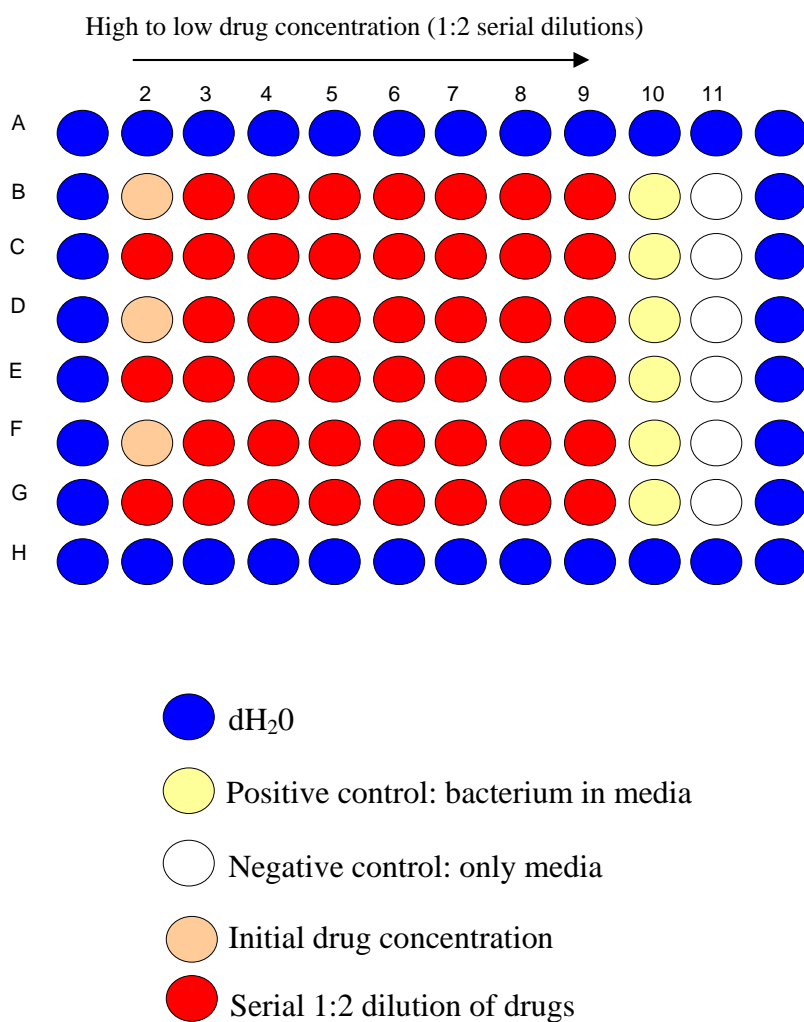 High to low drug concentration (1:2 serial dilutions)
2 3 4 5 6 7 8 9 10 11
A
B
C
D
E
F
G
H
dH₂0
Positive control: bacterium in media
Negative control: only media
Initial drug concentration
Serial 1:2 dilution of drugs